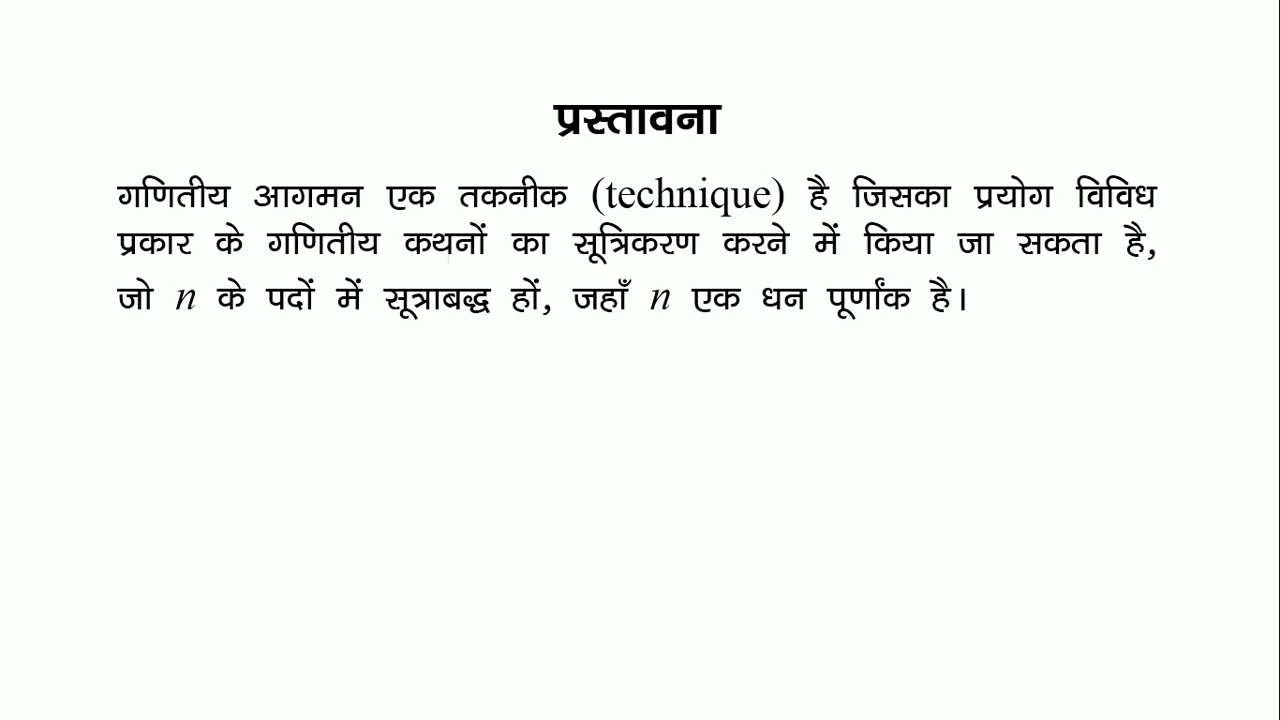 प्रस्तावना
गणितीय आगमन एक तकनीक (technique) है जिसका प्रयोग विविध
प्रकार के गणितीय कथनों का सूत्रिकरण करने में किया जा सकता है,
जो n के पदों में सूत्राबद्ध हों, जहाँ n एक धन पूर्णांक है।